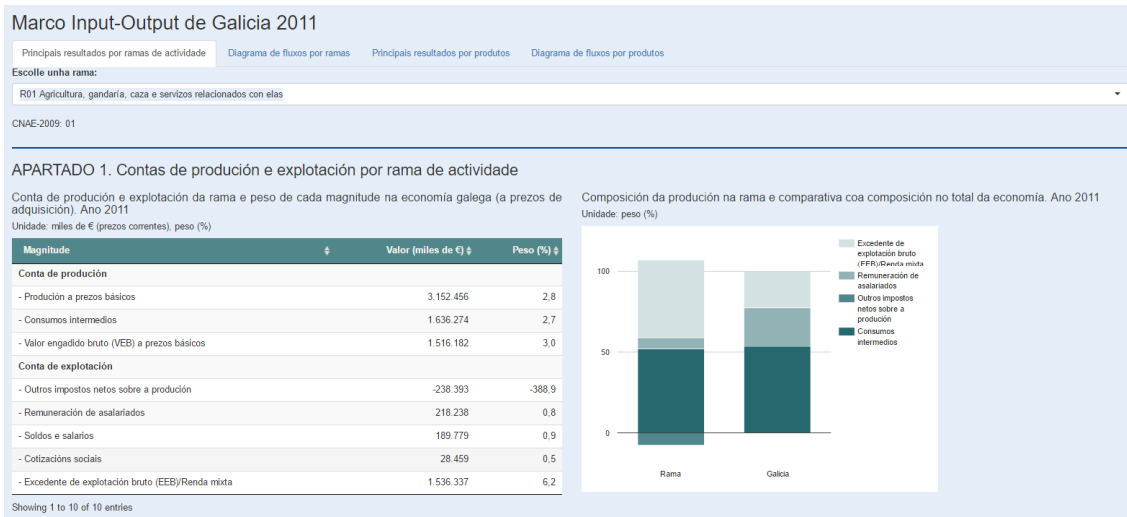 Marco Input-Output de Galicia 2011
Principais resultados por ramas de actividade Diagrama de fluxos por ramas Principais resultados por produtos Diagrama de fluxos por produtos
Escolle unha rama:
R01 Agricultura, gandaría, caza e servizos relacionados con elas
CNAE-2009: 01
APARTADO 1. Contas de produción e explotación por rama de actividade
Conta de produción e explotación da rama e peso de cada magnitude na economía galega (a prezos de
adquisición). Ano 2011
Unidade: miles de € (prezos correntes), peso (%)
Magnitude Valor (miles de €) Peso (%)
Conta de produción
- Produción a prezos básicos 3.152.456 2,8
- Consumos intermedios 1.636.274 2,7
- Valor engadido bruto (VEB) a prezos básicos 1.516.182 3,0
Conta de explotación
- Outros impostos netos sobre a produción -238.393 -388,9
- Remuneración de asalariados 218.238 0,8
- Soldos e salarios 189.779 0,9
- Cotizacións sociais 28.459 0,5
- Excedente de explotación bruto (EEB)/Renda mixta 1.536.337 6,2
Showing 1 to 10 of 10 entries
Composición da produción na rama e comparativa coa composición no total da economía. Ano 2011
Unidade: peso (%)
100
50
0
Rama Galicia
Excedente de
explotación bruto
(EEB)/Renda mixta
Remuneración de
asalariados
Outros impostos
netos sobre a
produción
Consumos
intermedios